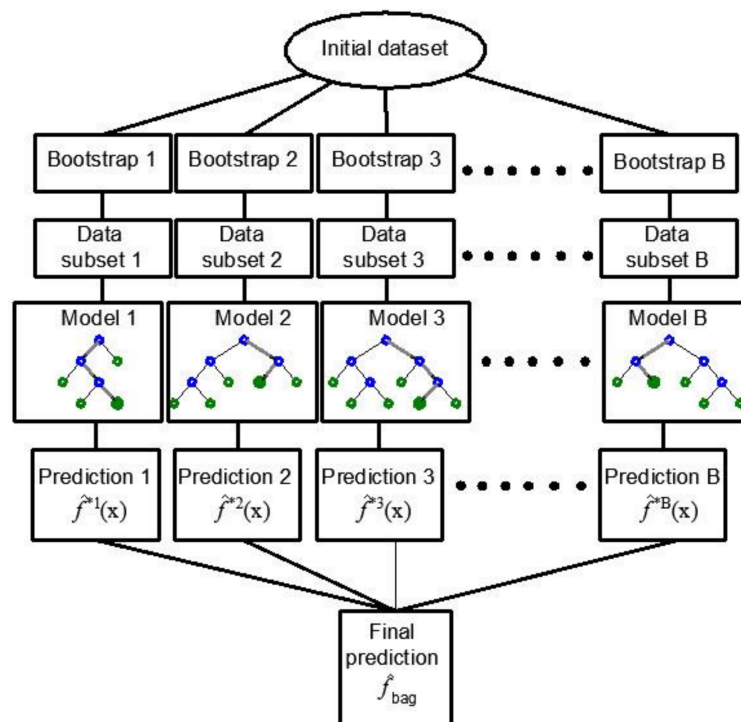 Initial dataset
Bootstrap 1 Bootstrap 2 Bootstrap 3 Bootstrap B
Data subset 1
Data subset 2
Data subset 3
Data subset B
Model 1 Model 2 Model 3 Model B
Prediction 1 Prediction 2 Prediction 3 Prediction B
f̂*1(x) f̂*2(x) f̂*3(x) f̂*B(x)
Final
prediction
f̂bag